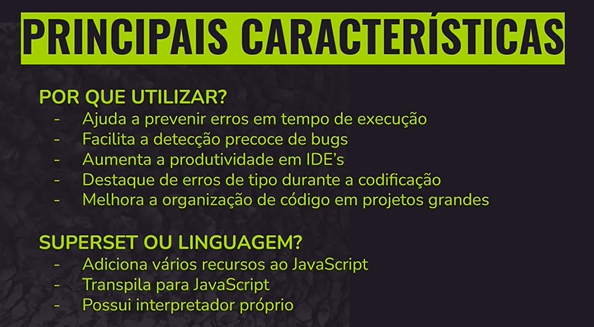 PRINCIPAIS CARACTERÍSTICAS
POR QUE UTILIZAR?
- Ajuda a prevenir erros em tempo de execução
- Facilita a detecção precoce de bugs
- Aumenta a produtividade em IDE's
- Destaque de erros de tipo durante a codificação
- Melhora a organização de código em projetos grandes
SUPERSET OU LINGUAGEM?
- Adiciona vários recursos ao JavaScript
- Transpila para JavaScript
- Possui interpretador próprio